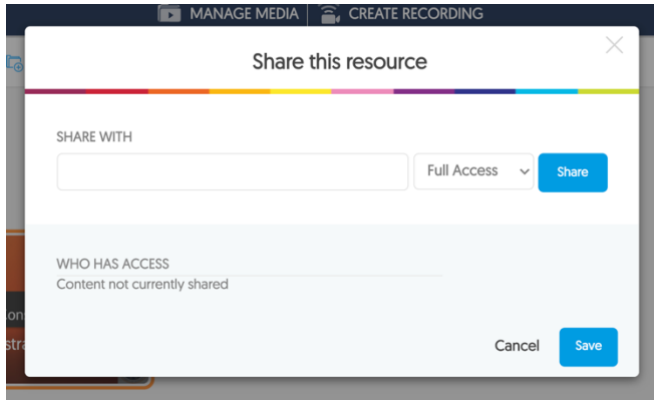 MANAGE MEDIA CREATE RECORDING
Share this resource
SHARE WITH
Full Access Share
WHO HAS ACCESS
Content not currently shared
Cancel Save